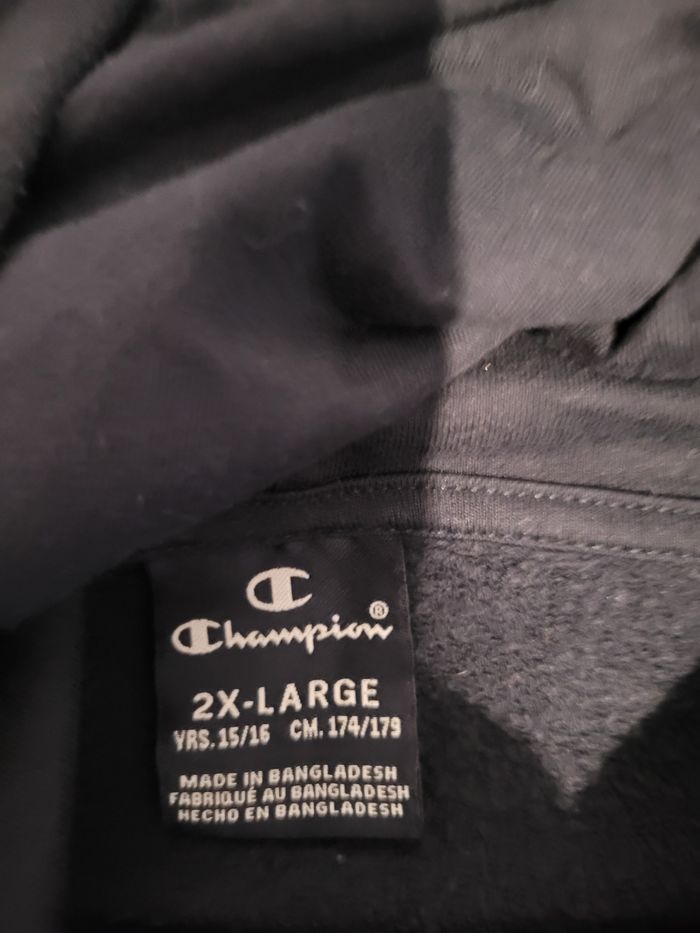 Champion®
2X-LARGE
YRS.15/16 CM.174/179
MADE IN BANGLADESH
FABRIQUÉ AU BANGLADESH
HECHO EN BANGLADESH